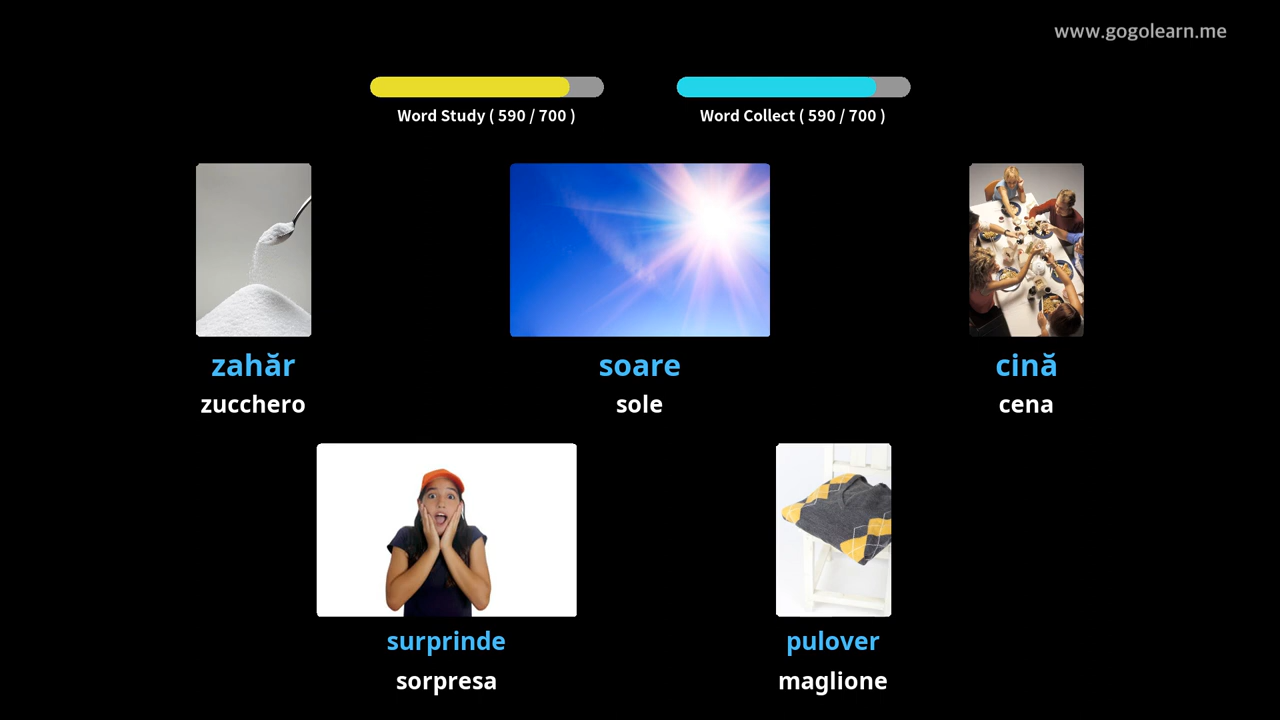 www.gogolearn.me
Word Study ( 590 / 700 )
Word Collect ( 590 / 700 )
zahăr
zucchero
soare
sole
cină
cena
surprinde
sorpresa
pulover
maglione